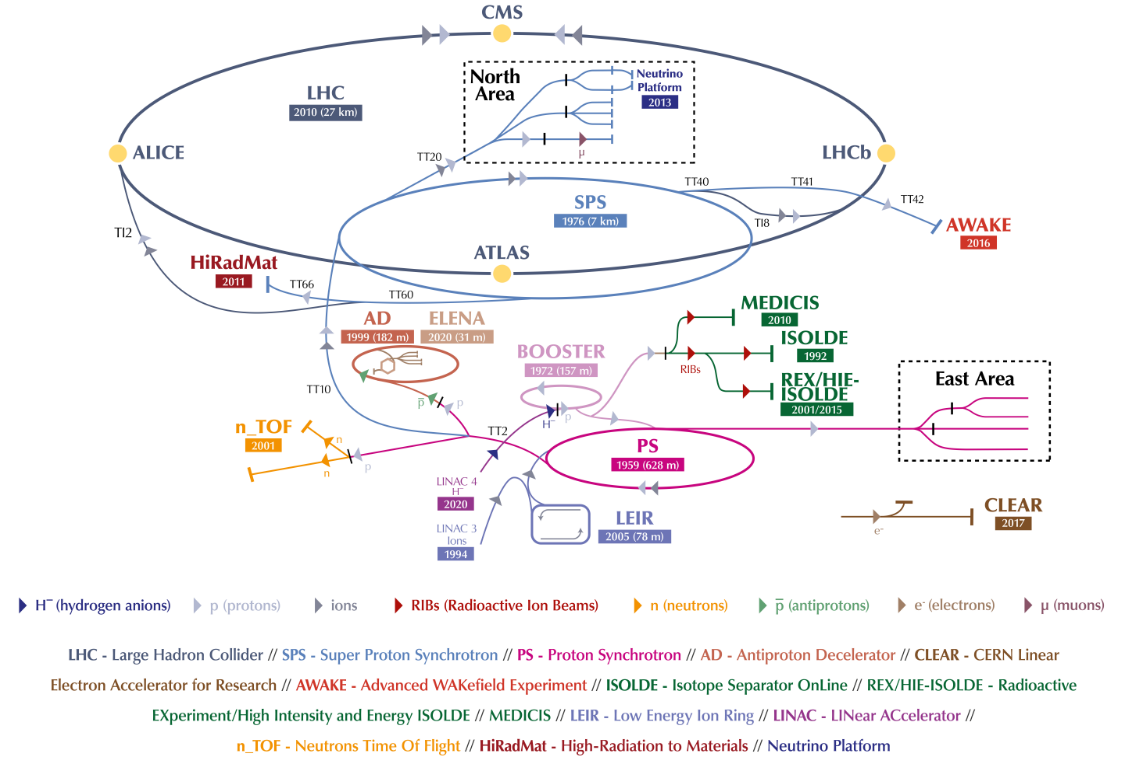 CMS
North
Area
Neutrino
Platform
2013
μ
LHC
2010 (27 km)
ALICE
LHCb
TT20
TT40
TT41
TT42
TI8
SPS
1976 (7 km)
AWAKE
2016
TI2
ATLAS
HiRadMat
2011
TT66
TT60
MEDICIS
2010
AD
1999 (182 m)
ELENA
2020 (31 m)
ISOLDE
1992
BOOSTER
1972 (157 m)
RIBs
REX/HIE-
ISOLDE
2001/2015
East Area
TT10
p̅
p
H⁻
p
n_TOF
2001
n
n
p
TT2
PS
1959 (628 m)
LINAC 4
H⁻
2020
LINAC 3
Ions
1994
LEIR
2005 (78 m)
CLEAR
2017
e⁻
H⁻ (hydrogen anions)
p (protons)
ions
RIBs (Radioactive Ion Beams)
n (neutrons)
p̅ (antiprotons)
e⁻ (electrons)
μ (muons)
LHC - Large Hadron Collider // SPS - Super Proton Synchrotron // PS - Proton Synchrotron // AD - Antiproton Decelerator // CLEAR - CERN Linear
Electron Accelerator for Research // AWAKE - Advanced WAKefield Experiment // ISOLDE - Isotope Separator OnLine // REX/HIE-ISOLDE - Radioactive
EXperiment/High Intensity and Energy ISOLDE // MEDICIS // LEIR - Low Energy Ion Ring // LINAC - LINear ACcelerator //
n_TOF - Neutrons Time Of Flight // HiRadMat - High-Radiation to Materials // Neutrino Platform